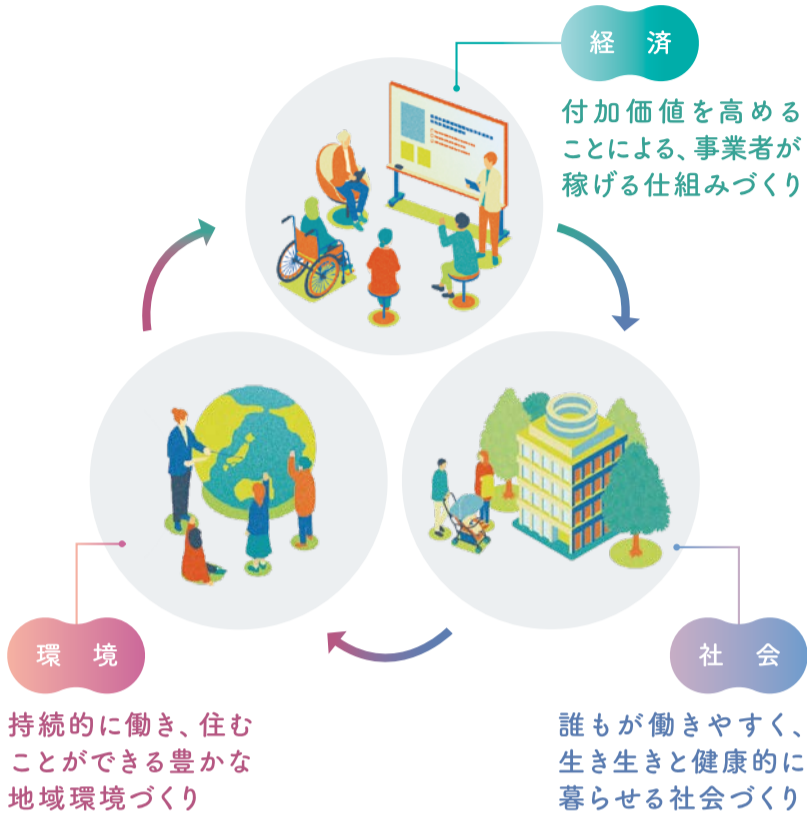 経済
付加価値を高める
ことによる、事業者が
稼げる仕組みづくり
環境
持続的に働き、住む
ことができる豊かな
地域環境づくり
社会
誰もが働きやすく、
生き生きと健康的に
暮らせる社会づくり